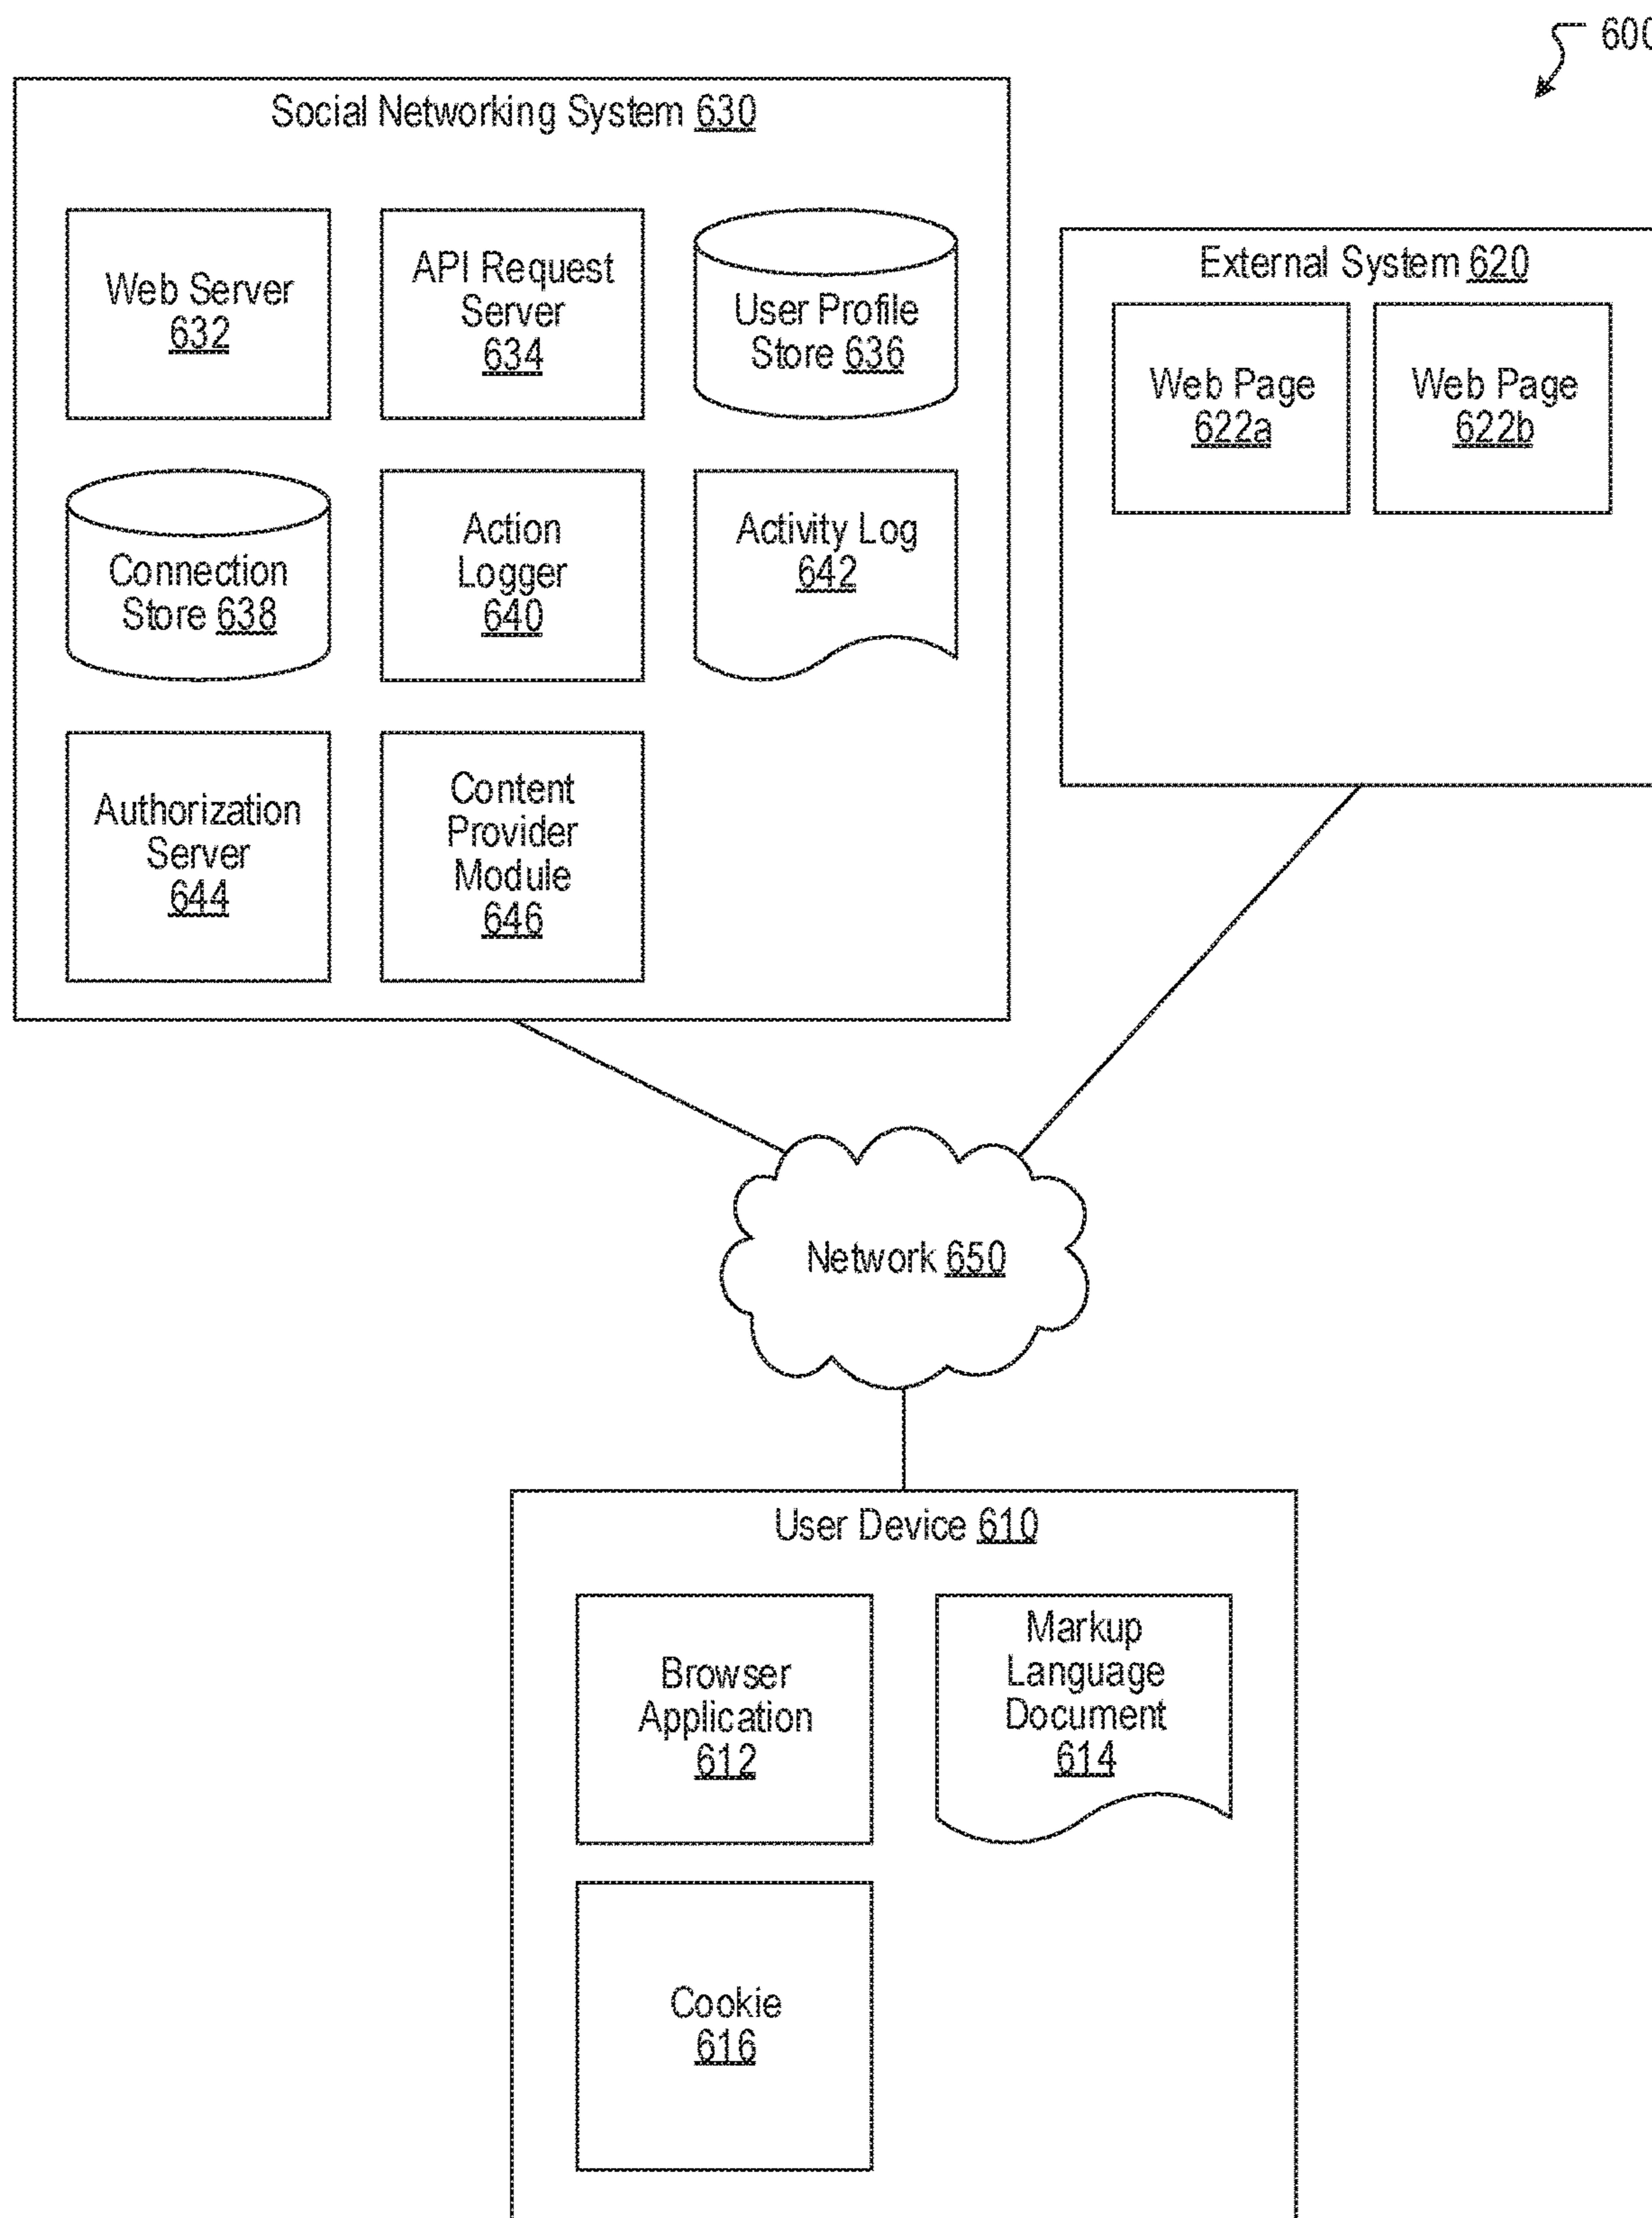 600
Social Networking System 630
Web Server
632
API Request
Server
634
User Profile
Store 636
Connection
Store 638
Action
Logger
640
Activity Log
642
Authorization
Server
644
Content
Provider
Module
646
External System 620
Web Page
622a
Web Page
622b
Network 650
User Device 610
Browser
Application
612
Markup
Language
Document
614
Cookie
616